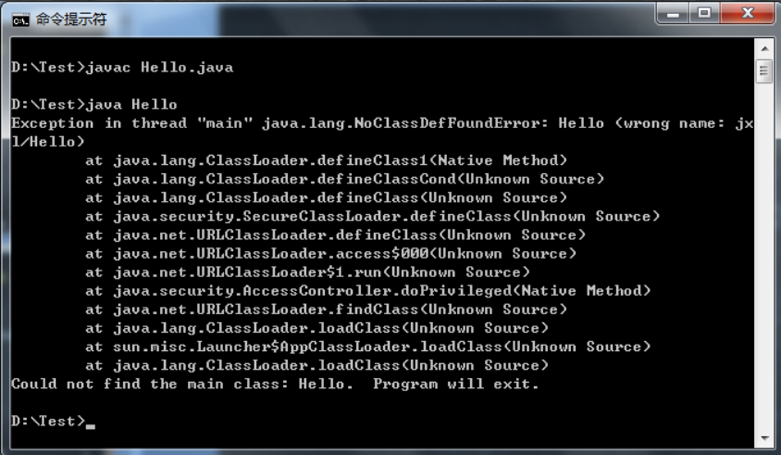 命令提示符
D:\Test>javac Hello.java
D:\Test>java Hello
Exception in thread "main" java.lang.NoClassDefFoundError: Hello (wrong name: jx
l/Hello)
at java.lang.ClassLoader.defineClass1(Native Method)
at java.lang.ClassLoader.defineClassCond(Unknown Source)
at java.lang.ClassLoader.defineClass(Unknown Source)
at java.security.SecureClassLoader.defineClass(Unknown Source)
at java.net.URLClassLoader.defineClass(Unknown Source)
at java.net.URLClassLoader.access$000(Unknown Source)
at java.net.URLClassLoader$1.run(Unknown Source)
at java.security.AccessController.doPrivileged(Native Method)
at java.net.URLClassLoader.findClass(Unknown Source)
at java.lang.ClassLoader.loadClass(Unknown Source)
at sun.misc.Launcher$AppClassLoader.loadClass(Unknown Source)
at java.lang.ClassLoader.loadClass(Unknown Source)
Could not find the main class: Hello.  Program will exit.
D:\Test>_